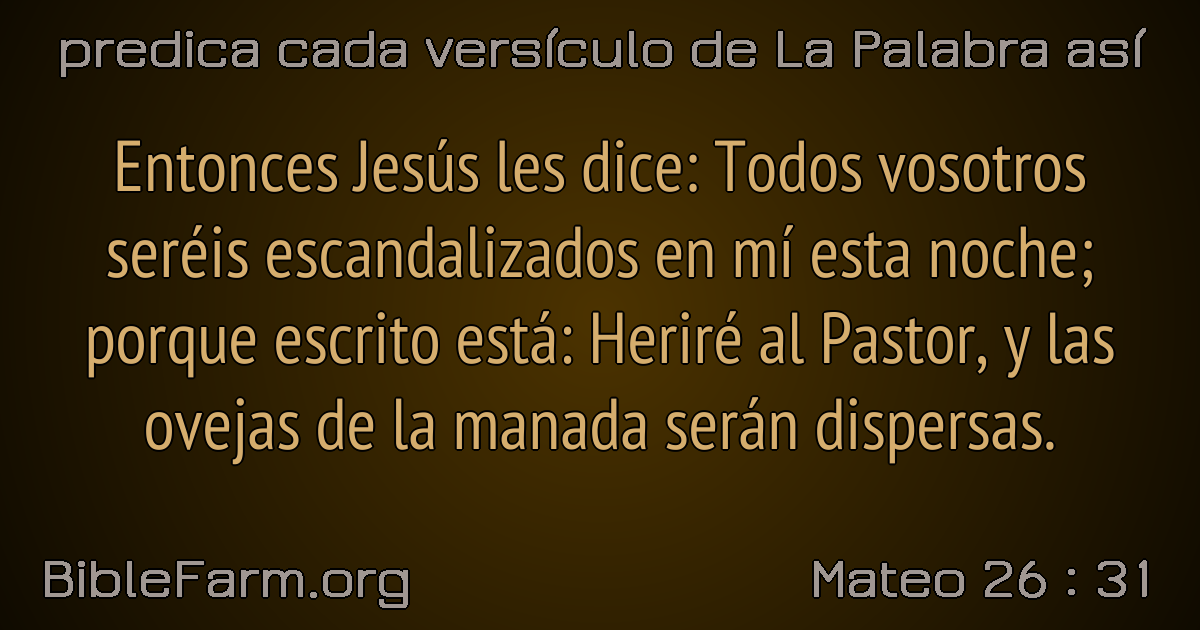 predica cada versículo de La Palabra así
Entonces Jesús les dice: Todos vosotros
seréis escandalizados en mí esta noche;
porque escrito está: Heriré al Pastor, y las
ovejas de la manada serán dispersas.
BibleFarm.org
Mateo 26 : 31